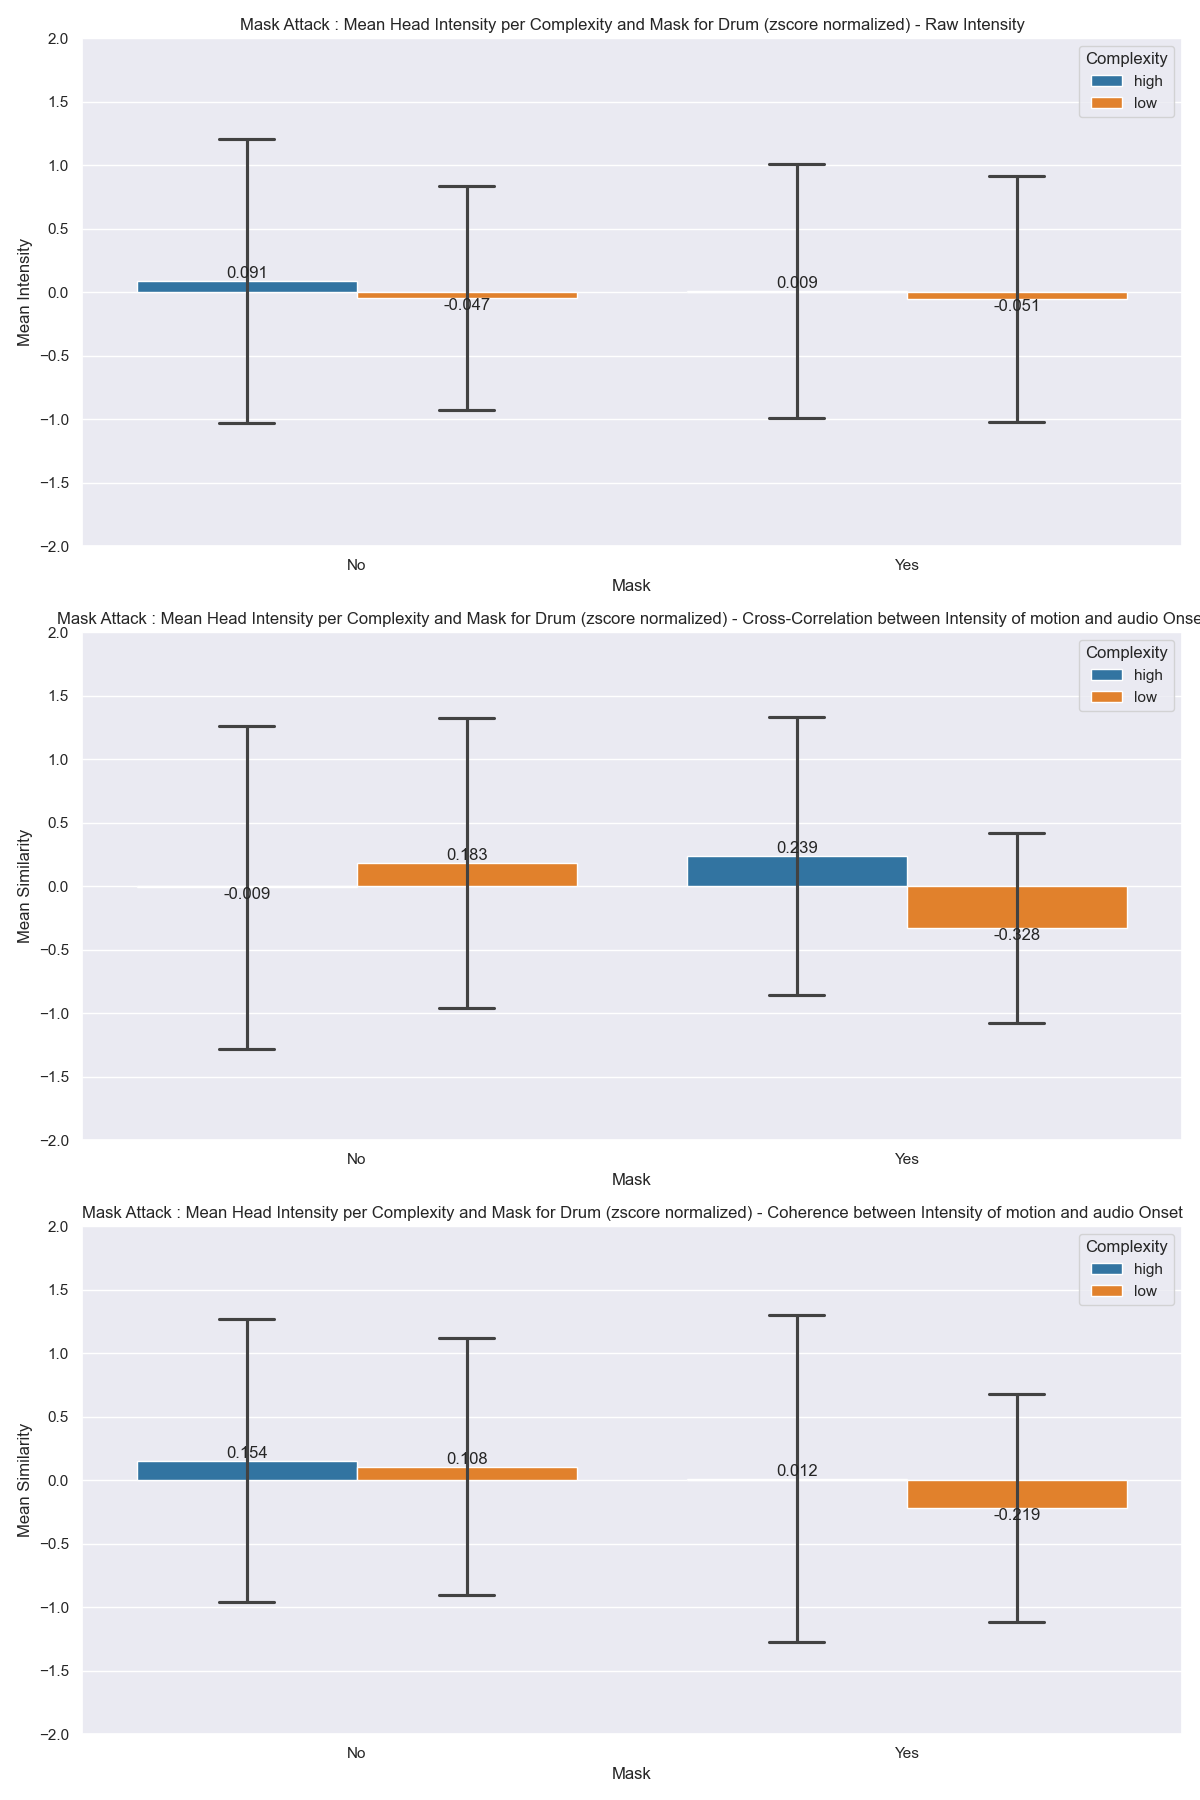 Mask Attack : Mean Head Intensity per Complexity and Mask for Drum (zscore normalized) - Raw Intensity
2.0
Complexity
high
low
1.5
1.0
0.5
0.091
0.009
0.0
-0.047
-0.051
−0.5
−1.0
−1.5
−2.0
Mean Intensity
No
Yes
Mask
Mask Attack : Mean Head Intensity per Complexity and Mask for Drum (zscore normalized) - Cross-Correlation between Intensity of motion and audio Onse
2.0
Complexity
high
low
1.5
1.0
0.5
0.183
0.239
0.0
-0.009
-0.328
−0.5
−1.0
−1.5
−2.0
Mean Similarity
No
Yes
Mask
Mask Attack : Mean Head Intensity per Complexity and Mask for Drum (zscore normalized) - Coherence between Intensity of motion and audio Onset
2.0
Complexity
high
low
1.5
1.0
0.5
0.154
0.108
0.012
0.0
-0.219
−0.5
−1.0
−1.5
−2.0
Mean Similarity
No
Yes
Mask